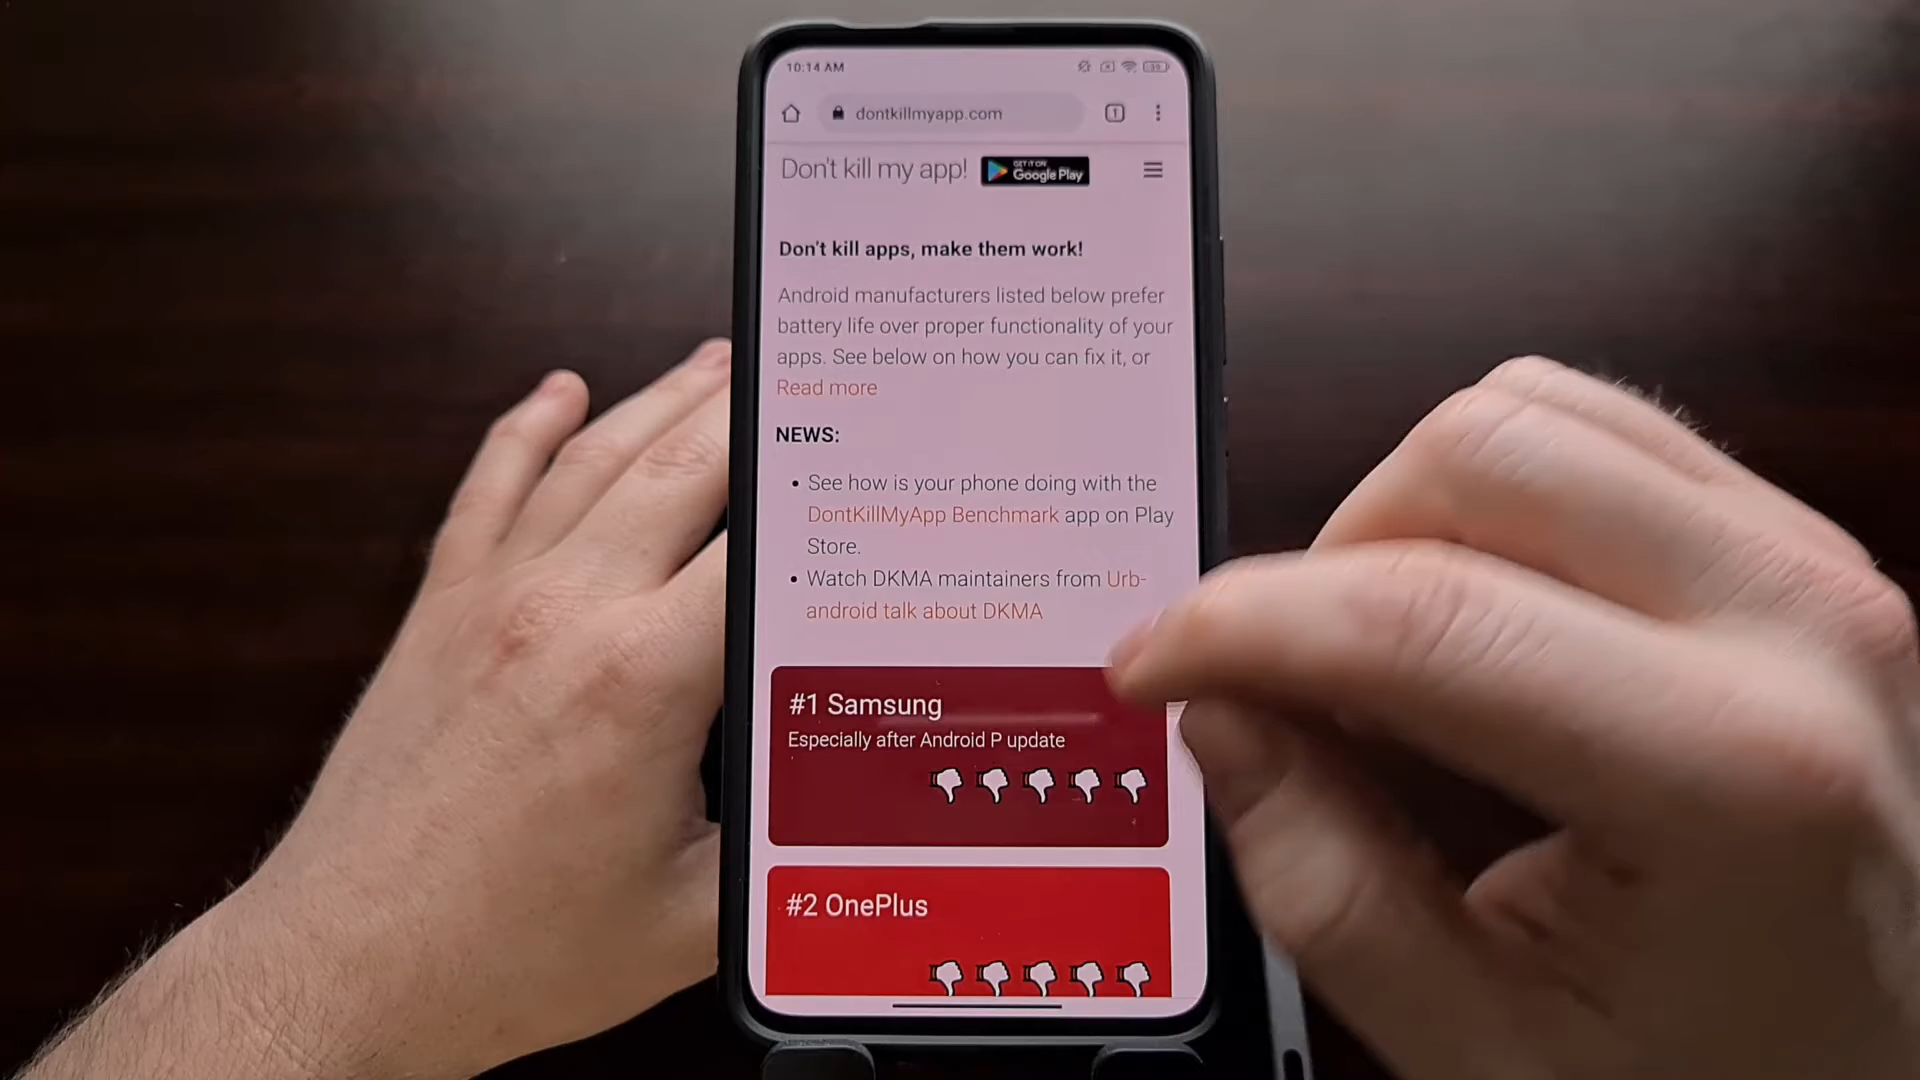 10:14 AM
39
dontkillmyapp.com
1
Don't kill my app!
GET IT ON
Google Play
Don't kill apps, make them work!
Android manufacturers listed below prefer
battery life over proper functionality of your
apps. See below on how you can fix it, or
Read more
NEWS:
• See how is your phone doing with the
DontKillMyApp Benchmark app on Play
Store.
• Watch DKMA maintainers from Urb-
android talk about DKMA
#1 Samsung
Especially after Android P update
#2 OnePlus